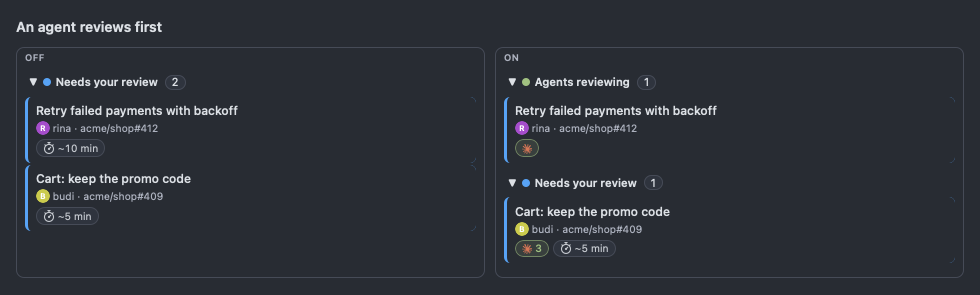 An agent reviews first
OFF
Needs your review 2
Retry failed payments with backoff
R rina · acme/shop#412
~10 min
Cart: keep the promo code
B budi · acme/shop#409
~5 min
ON
Agents reviewing 1
Retry failed payments with backoff
R rina · acme/shop#412
Needs your review 1
Cart: keep the promo code
B budi · acme/shop#409
3 ~5 min